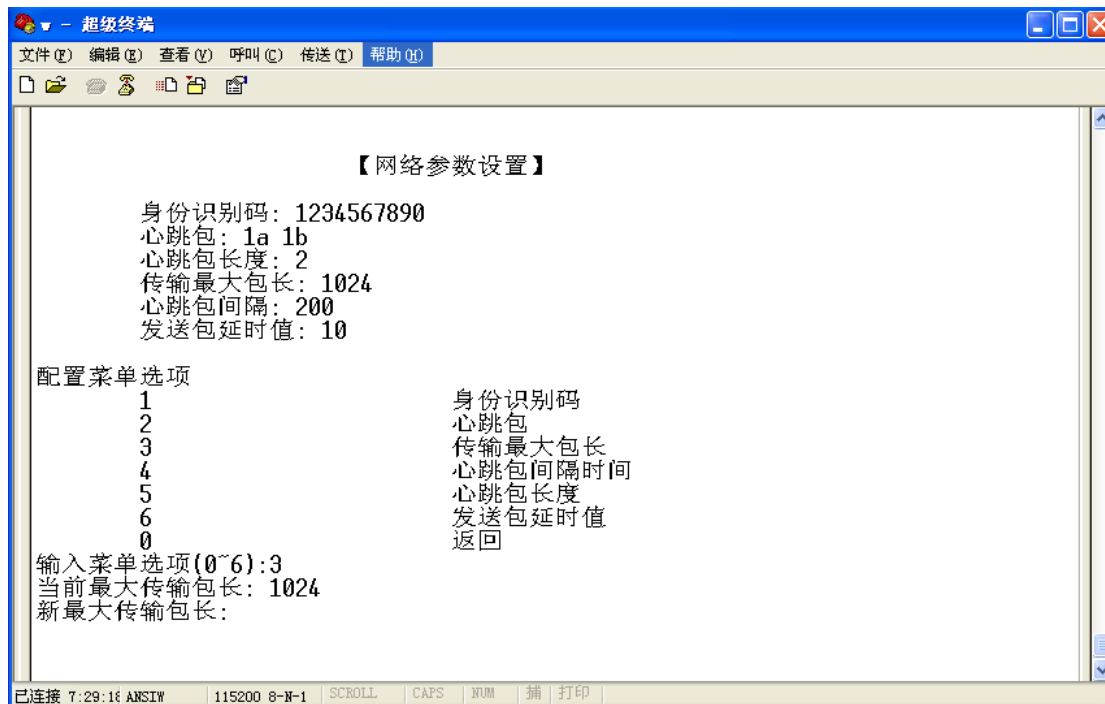 - 超级终端
文件(F) 编辑(E) 查看(V) 呼叫(C) 传送(T) 帮助(H)
【网络参数设置】
身份识别码: 1234567890
心跳包: 1a 1b
心跳包长度: 2
传输最大包长: 1024
心跳包间隔: 200
发送包延时值: 10
配置菜单选项
1 身份识别码
2 心跳包
3 传输最大包长
4 心跳包间隔时间
5 心跳包长度
6 发送包延时值
0 返回
输入菜单选项(0~6):3
当前最大传输包长: 1024
新最大传输包长:
已连接 7:29:18 ANSIW 115200 8-N-1 SCROLL CAPS NUM 捕 打印